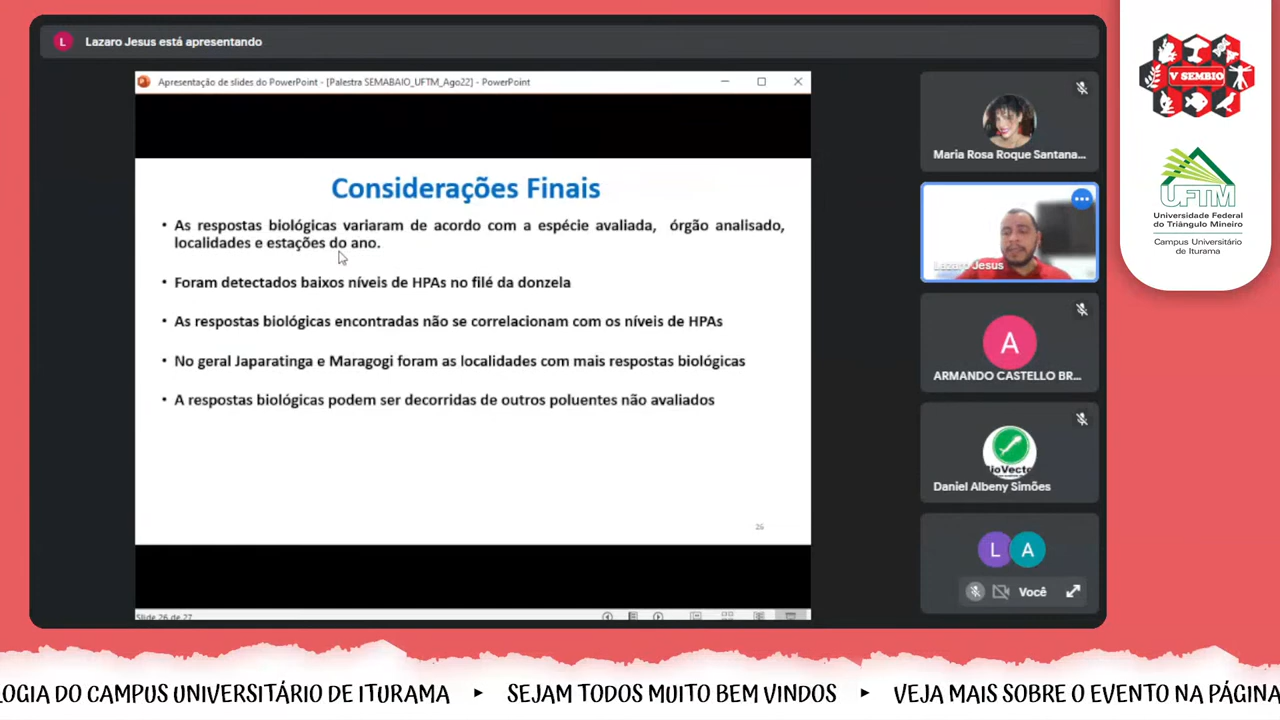 L
Lazaro Jesus está apresentando
Apresentação de slides do PowerPoint - [Palestra SEMABAIO_UFTM_Ago22] - PowerPoint
Considerações Finais
• As respostas biológicas variaram de acordo com a espécie avaliada, órgão analisado,
localidades e estações do ano.
• Foram detectados baixos níveis de HPAs no filé da donzela
• As respostas biológicas encontradas não se correlacionam com os níveis de HPAs
• No geral Japaratinga e Maragogi foram as localidades com mais respostas biológicas
• A respostas biológicas podem ser decorridas de outros poluentes não avaliados
26
Slide 26 de 27
Maria Rosa Roque Santana...
Lazaro Jesus
A
ARMANDO CASTELLO BR...
ioVecto
Daniel Albeny Simões
L A
Você
V SEMBIO
UFTM
Universidade Federal
do Triângulo Mineiro
Campus Universitário
de Iturama
LOGIA DO CAMPUS UNIVERSITÁRIO DE ITURAMA ▸ SEJAM TODOS MUITO BEM VINDOS ▸ VEJA MAIS SOBRE O EVENTO NA PÁGINA